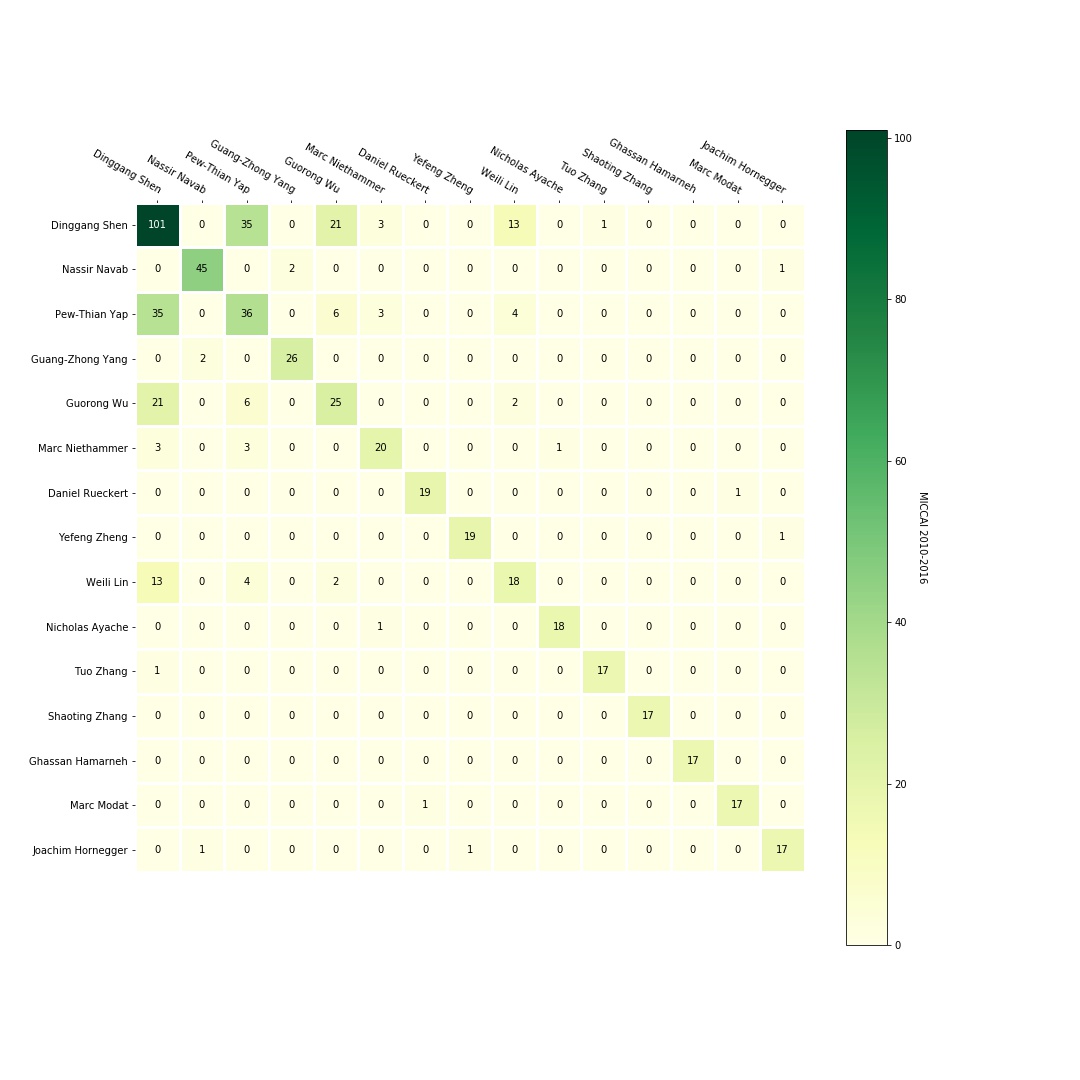 Dinggang Shen
Nassir Navab
Pew-Thian Yap
Guang-Zhong Yang
Guorong Wu
Marc Niethammer
Daniel Rueckert
Yefeng Zheng
Weili Lin
Nicholas Ayache
Tuo Zhang
Shaoting Zhang
Ghassan Hamarneh
Marc Modat
Joachim Hornegger
Dinggang Shen 101 0 35 0 21 3 0 0 13 0 1 0 0 0 0
Nassir Navab 0 45 0 2 0 0 0 0 0 0 0 0 0 0 1
Pew-Thian Yap 35 0 36 0 6 3 0 0 4 0 0 0 0 0 0
Guang-Zhong Yang 0 2 0 26 0 0 0 0 0 0 0 0 0 0 0
Guorong Wu 21 0 6 0 25 0 0 0 2 0 0 0 0 0 0
Marc Niethammer 3 0 3 0 0 20 0 0 0 1 0 0 0 0 0
Daniel Rueckert 0 0 0 0 0 0 19 0 0 0 0 0 0 1 0
Yefeng Zheng 0 0 0 0 0 0 0 19 0 0 0 0 0 0 1
Weili Lin 13 0 4 0 2 0 0 0 18 0 0 0 0 0 0
Nicholas Ayache 0 0 0 0 0 1 0 0 0 18 0 0 0 0 0
Tuo Zhang 1 0 0 0 0 0 0 0 0 0 17 0 0 0 0
Shaoting Zhang 0 0 0 0 0 0 0 0 0 0 0 17 0 0 0
Ghassan Hamarneh 0 0 0 0 0 0 0 0 0 0 0 0 17 0 0
Marc Modat 0 0 0 0 0 0 1 0 0 0 0 0 0 17 0
Joachim Hornegger 0 1 0 0 0 0 0 1 0 0 0 0 0 0 17
100
80
60
40
20
0
MICCAI 2010-2016